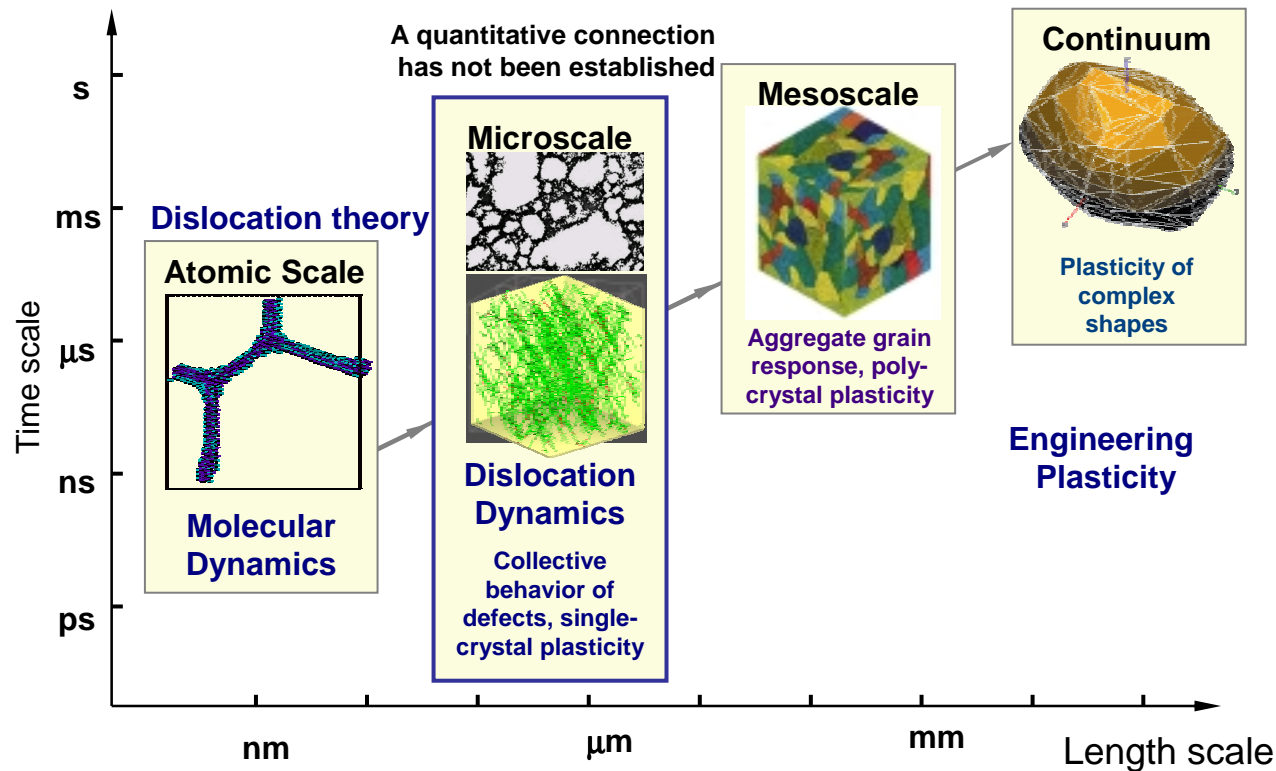 A quantitative connection
has not been established
Continuum
s
Mesoscale
Microscale
ms
Dislocation theory
Atomic Scale
Plasticity of
complex
shapes
Time scale
μs
Aggregate grain
response, poly-
crystal plasticity
Engineering
Plasticity
ns
Dislocation
Dynamics
Molecular
Dynamics
Collective
behavior of
defects, single-
crystal plasticity
ps
nm
μm
mm
Length scale